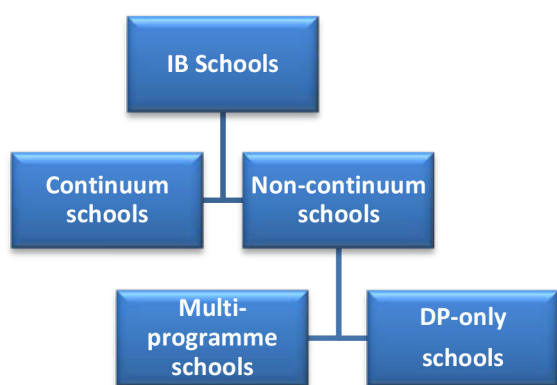 IB Schools
Continuum
schools
Non-continuum
schools
Multi-
programme
schools
DP-only
schools